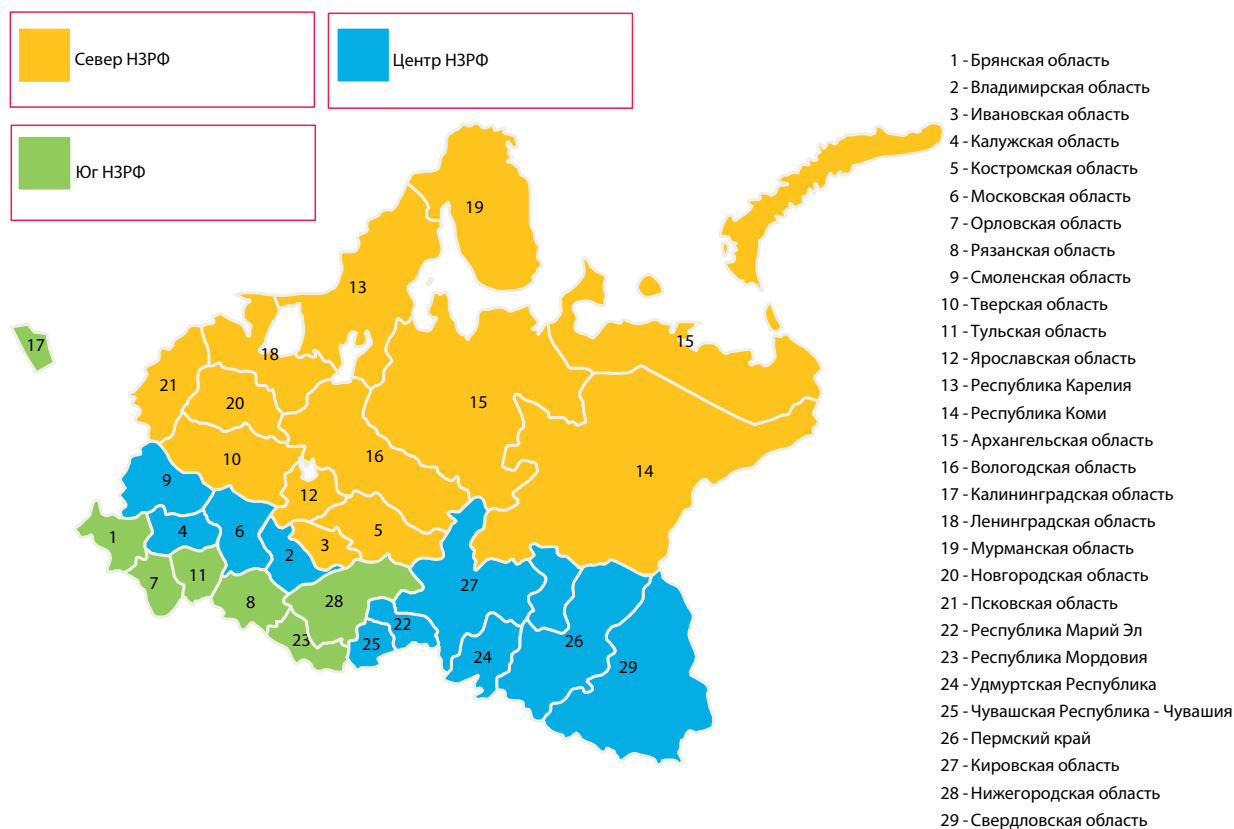 Север НЗРФ
Центр НЗРФ
Юг НЗРФ
1 - Брянская область
2 - Владимирская область
3 - Ивановская область
4 - Калужская область
5 - Костромская область
6 - Московская область
7 - Орловская область
8 - Рязанская область
9 - Смоленская область
10 - Тверская область
11 - Тульская область
12 - Ярославская область
13 - Республика Карелия
14 - Республика Коми
15 - Архангельская область
16 - Вологодская область
17 - Калининградская область
18 - Ленинградская область
19 - Мурманская область
20 - Новгородская область
21 - Псковская область
22 - Республика Марий Эл
23 - Республика Мордовия
24 - Удмуртская Республика
25 - Чувашская Республика - Чувашия
26 - Пермский край
27 - Кировская область
28 - Нижегородская область
29 - Свердловская область
19
13
17
18
15
21
20
15
16
10
14
9
12
1
4
6
5
2
3
7
11
27
8
28
22
23
25
26
24
29